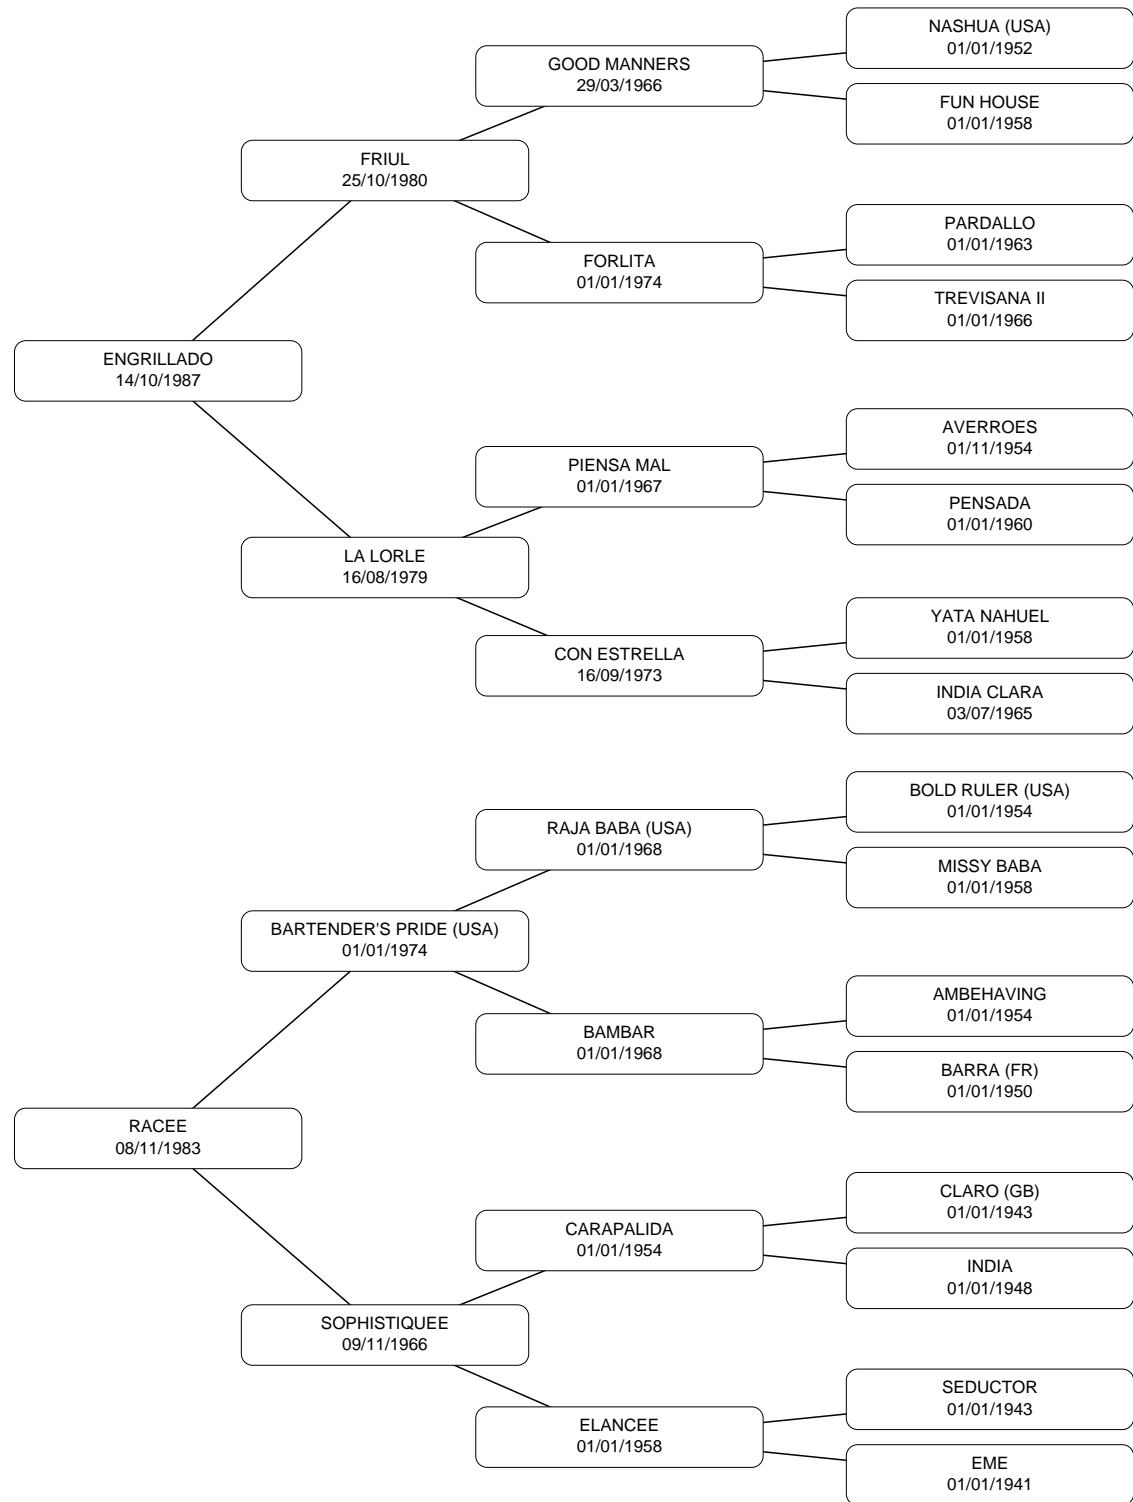 NASHUA (USA)
01/01/1952
GOOD MANNERS
29/03/1966
FUN HOUSE
01/01/1958
FRIUL
25/10/1980
PARDALLO
01/01/1963
FORLITA
01/01/1974
TREVISANA II
01/01/1966
ENGRILLADO
14/10/1987
AVERROES
01/11/1954
PIENSA MAL
01/01/1967
PENSADA
01/01/1960
LA LORLE
16/08/1979
YATA NAHUEL
01/01/1958
CON ESTRELLA
16/09/1973
INDIA CLARA
03/07/1965
BOLD RULER (USA)
01/01/1954
RAJA BABA (USA)
01/01/1968
MISSY BABA
01/01/1958
BARTENDER'S PRIDE (USA)
01/01/1974
AMBEHAVING
01/01/1954
BAMBAR
01/01/1968
BARRA (FR)
01/01/1950
RACEE
08/11/1983
CLARO (GB)
01/01/1943
CARAPALIDA
01/01/1954
INDIA
01/01/1948
SOPHISTIQUEE
09/11/1966
SEDUCTOR
01/01/1943
ELANCEE
01/01/1958
EME
01/01/1941